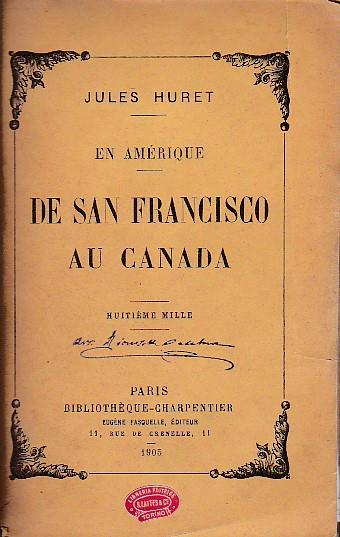 JULES HURET
EN AMÉRIQUE
DE SAN FRANCISCO
AU CANADA
HUITIÈME MILLE
PARIS
BIBLIOTHÈQUE-CHARPENTIER
EUGÈNE FASQUELLE, ÉDITEUR
11, RUE DE GRENELLE, 11
1905
TORINO